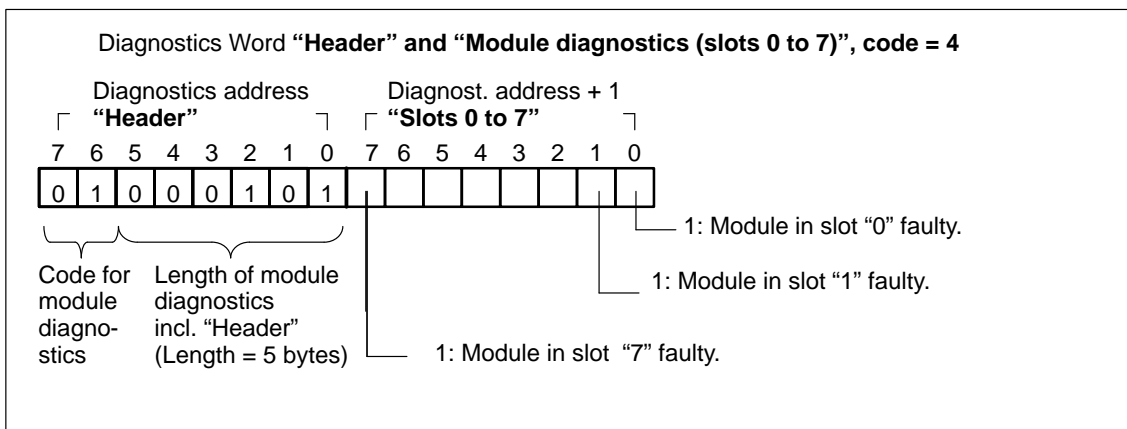 Diagnostics Word “Header” and “Module diagnostics (slots 0 to 7)”, code = 4
Diagnostics address Diagnost. address + 1
“Header” “Slots 0 to 7”
7 6 5 4 3 2 1 0 7 6 5 4 3 2 1 0
0 1 0 0 0 1 0 1
1: Module in slot “0” faulty.
1: Module in slot “1” faulty.
Code for
module
diagno-
stics
Length of module
diagnostics
incl. “Header”
(Length = 5 bytes)
1: Module in slot “7” faulty.